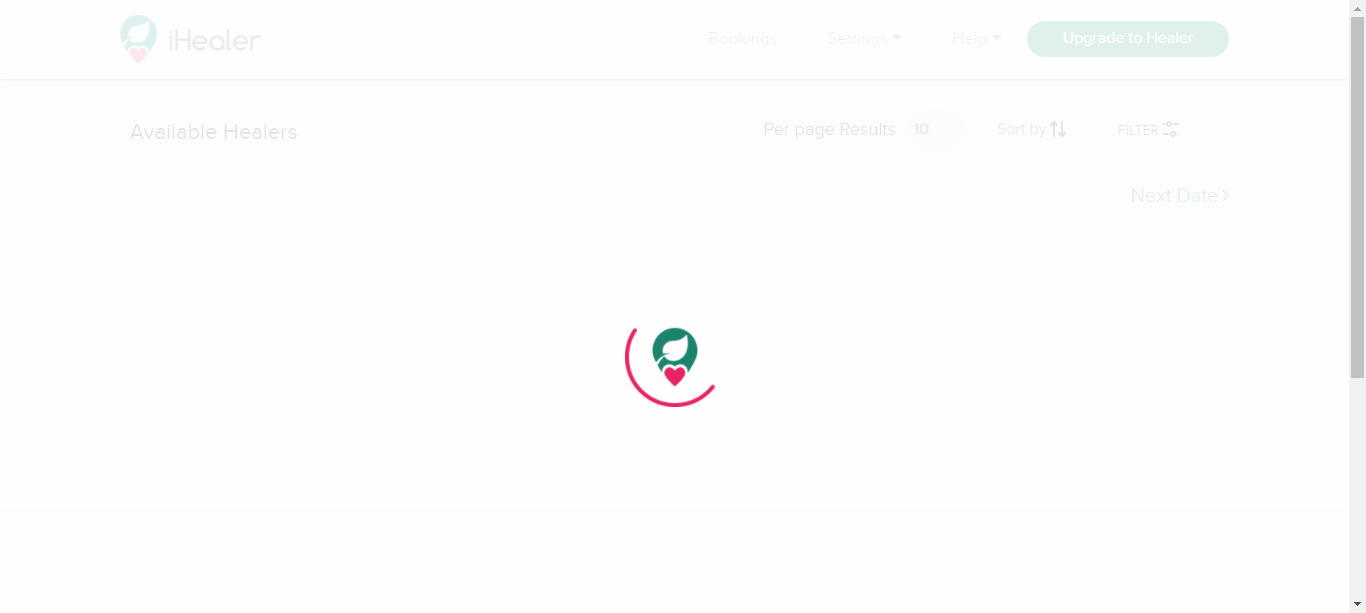 iHealer
Bookings Settings Help Upgrade to Healer
Available Healers
Per page Results 10 Sort by FILTER
Next Date